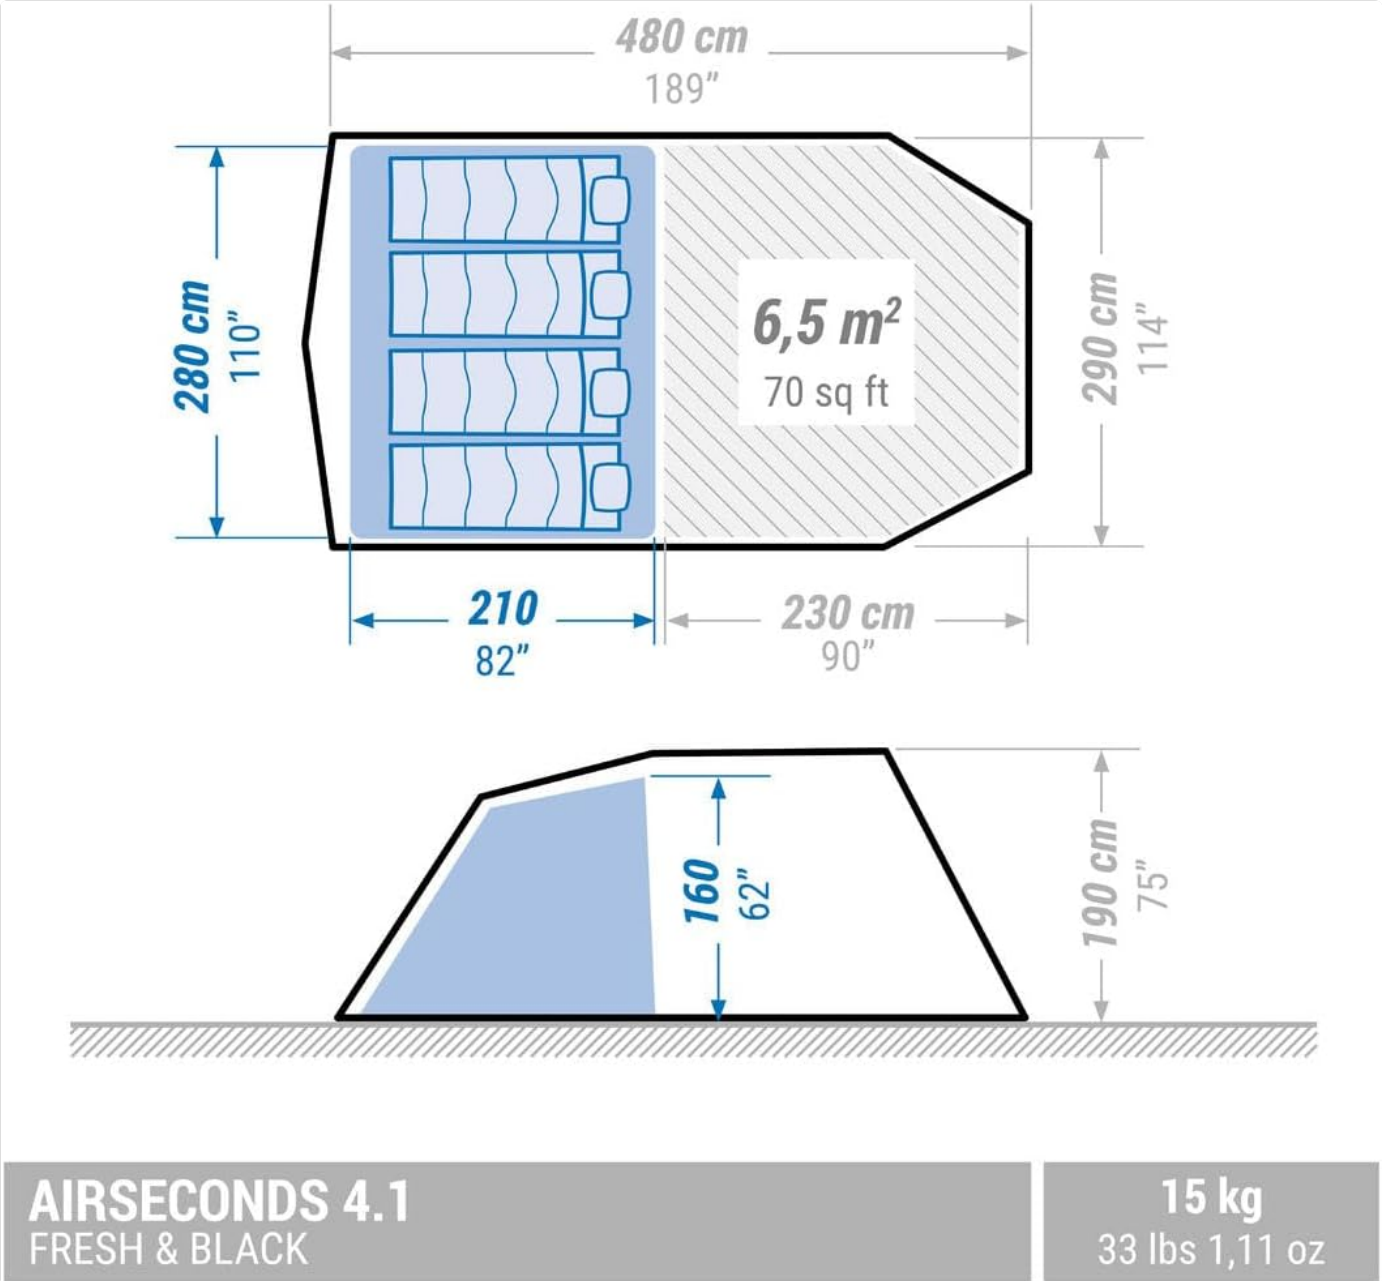 480 cm
189”
280 cm
110”
6,5 m²
70 sq ft
290 cm
114”
210
82”
230 cm
90”
160
62”
190 cm
75”
AIRSECONDS 4.1
FRESH & BLACK
15 kg
33 lbs 1,11 oz